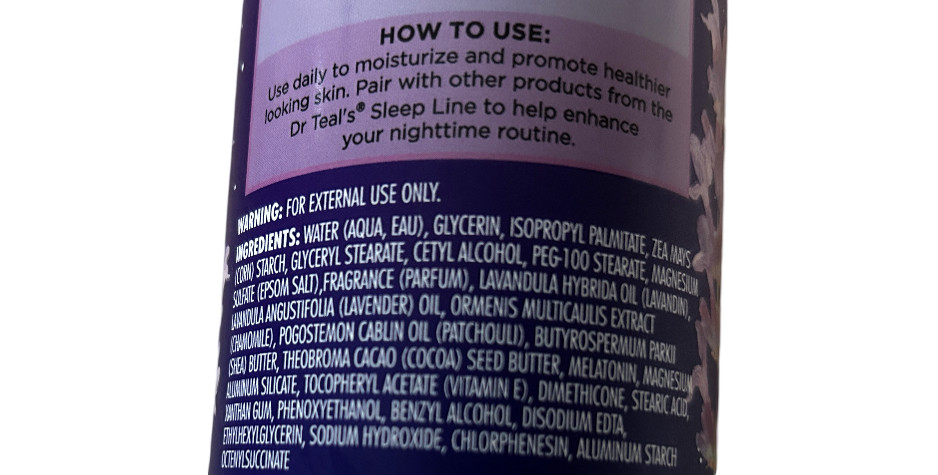 HOW TO USE:
Use daily to moisturize and promote healthier
looking skin. Pair with other products from the
Dr Teal's® Sleep Line to help enhance
your nighttime routine.
WARNING: FOR EXTERNAL USE ONLY.
INGREDIENTS: WATER (AQUA, EAU), GLYCERIN, ISOPROPYL PALMITATE, ZEA MAYS
(CORN) STARCH, GLYCERYL STEARATE, CETYL ALCOHOL, PEG-100 STEARATE, MAGNESIUM
SULFATE (EPSOM SALT),FRAGRANCE (PARFUM), LAVANDULA HYBRIDA OIL (LAVANDIN),
LAVANDULA ANGUSTIFOLIA (LAVENDER) OIL, ORMENIS MULTICAULIS EXTRACT
(CHAMOMILE), POGOSTEMON CABLIN OIL (PATCHOULI), BUTYROSPERMUM PARKII
(SHEA) BUTTER, THEOBROMA CACAO (COCOA) SEED BUTTER, MELATONIN, MAGNESIUM
ALUMINUM SILICATE, TOCOPHERYL ACETATE (VITAMIN E), DIMETHICONE, STEARIC ACID,
XANTHAN GUM, PHENOXYETHANOL, BENZYL ALCOHOL, DISODIUM EDTA,
ETHYLHEXYLGLYCERIN, SODIUM HYDROXIDE, CHLORPHENESIN, ALUMINUM STARCH
OCTENYLSUCCINATE